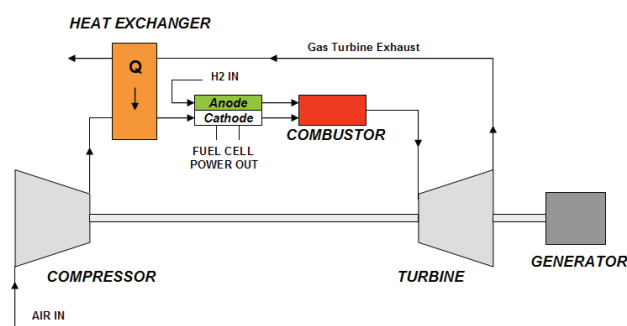 HEAT EXCHANGER
Gas Turbine Exhaust
Q
H2 IN
Anode
Cathode
COMBUSTOR
FUEL CELL
POWER OUT
COMPRESSOR
TURBINE
GENERATOR
AIR IN